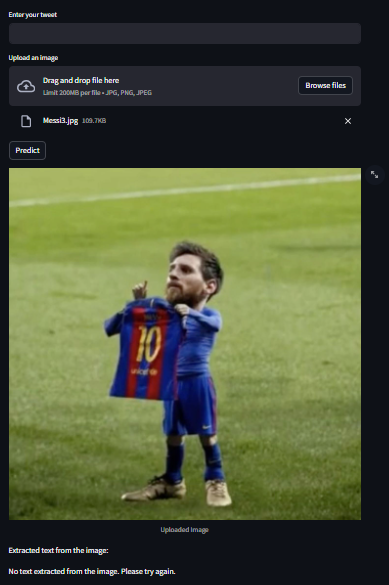 Enter your tweet
Upload an image
Drag and drop file here
Limit 200MB per file • JPG, PNG, JPEG
Browse files
Messi3.jpg 109.7KB
Predict
10
unicef
Uploaded Image
Extracted text from the image:
No text extracted from the image. Please try again.